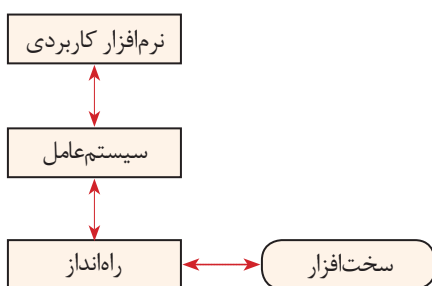 نرم‌افزار کاربردی
سیستم‌عامل
راه‌انداز
سخت‌افزار